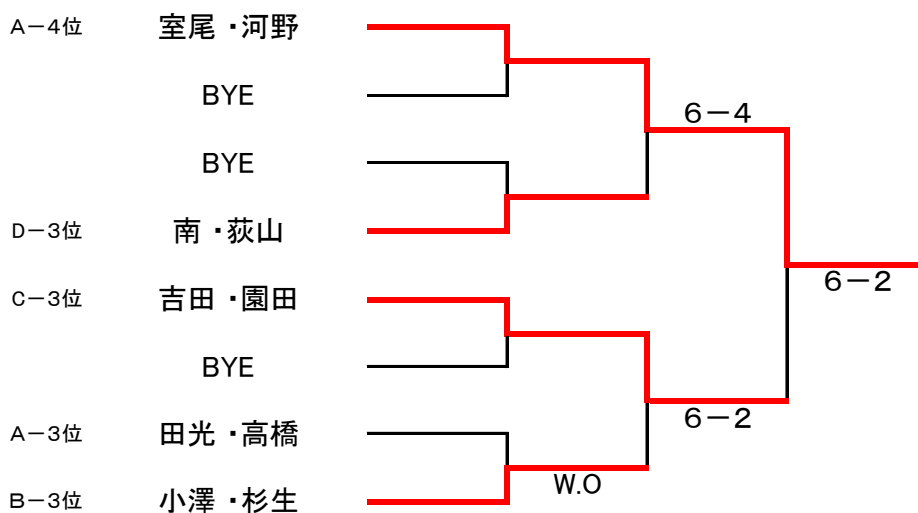 A－4位 室尾・河野
BYE
6－4
BYE
D－3位 南・荻山
6－2
C－3位 吉田・園田
BYE
6－2
A－3位 田光・高橋
W.O
B－3位 小澤・杉生